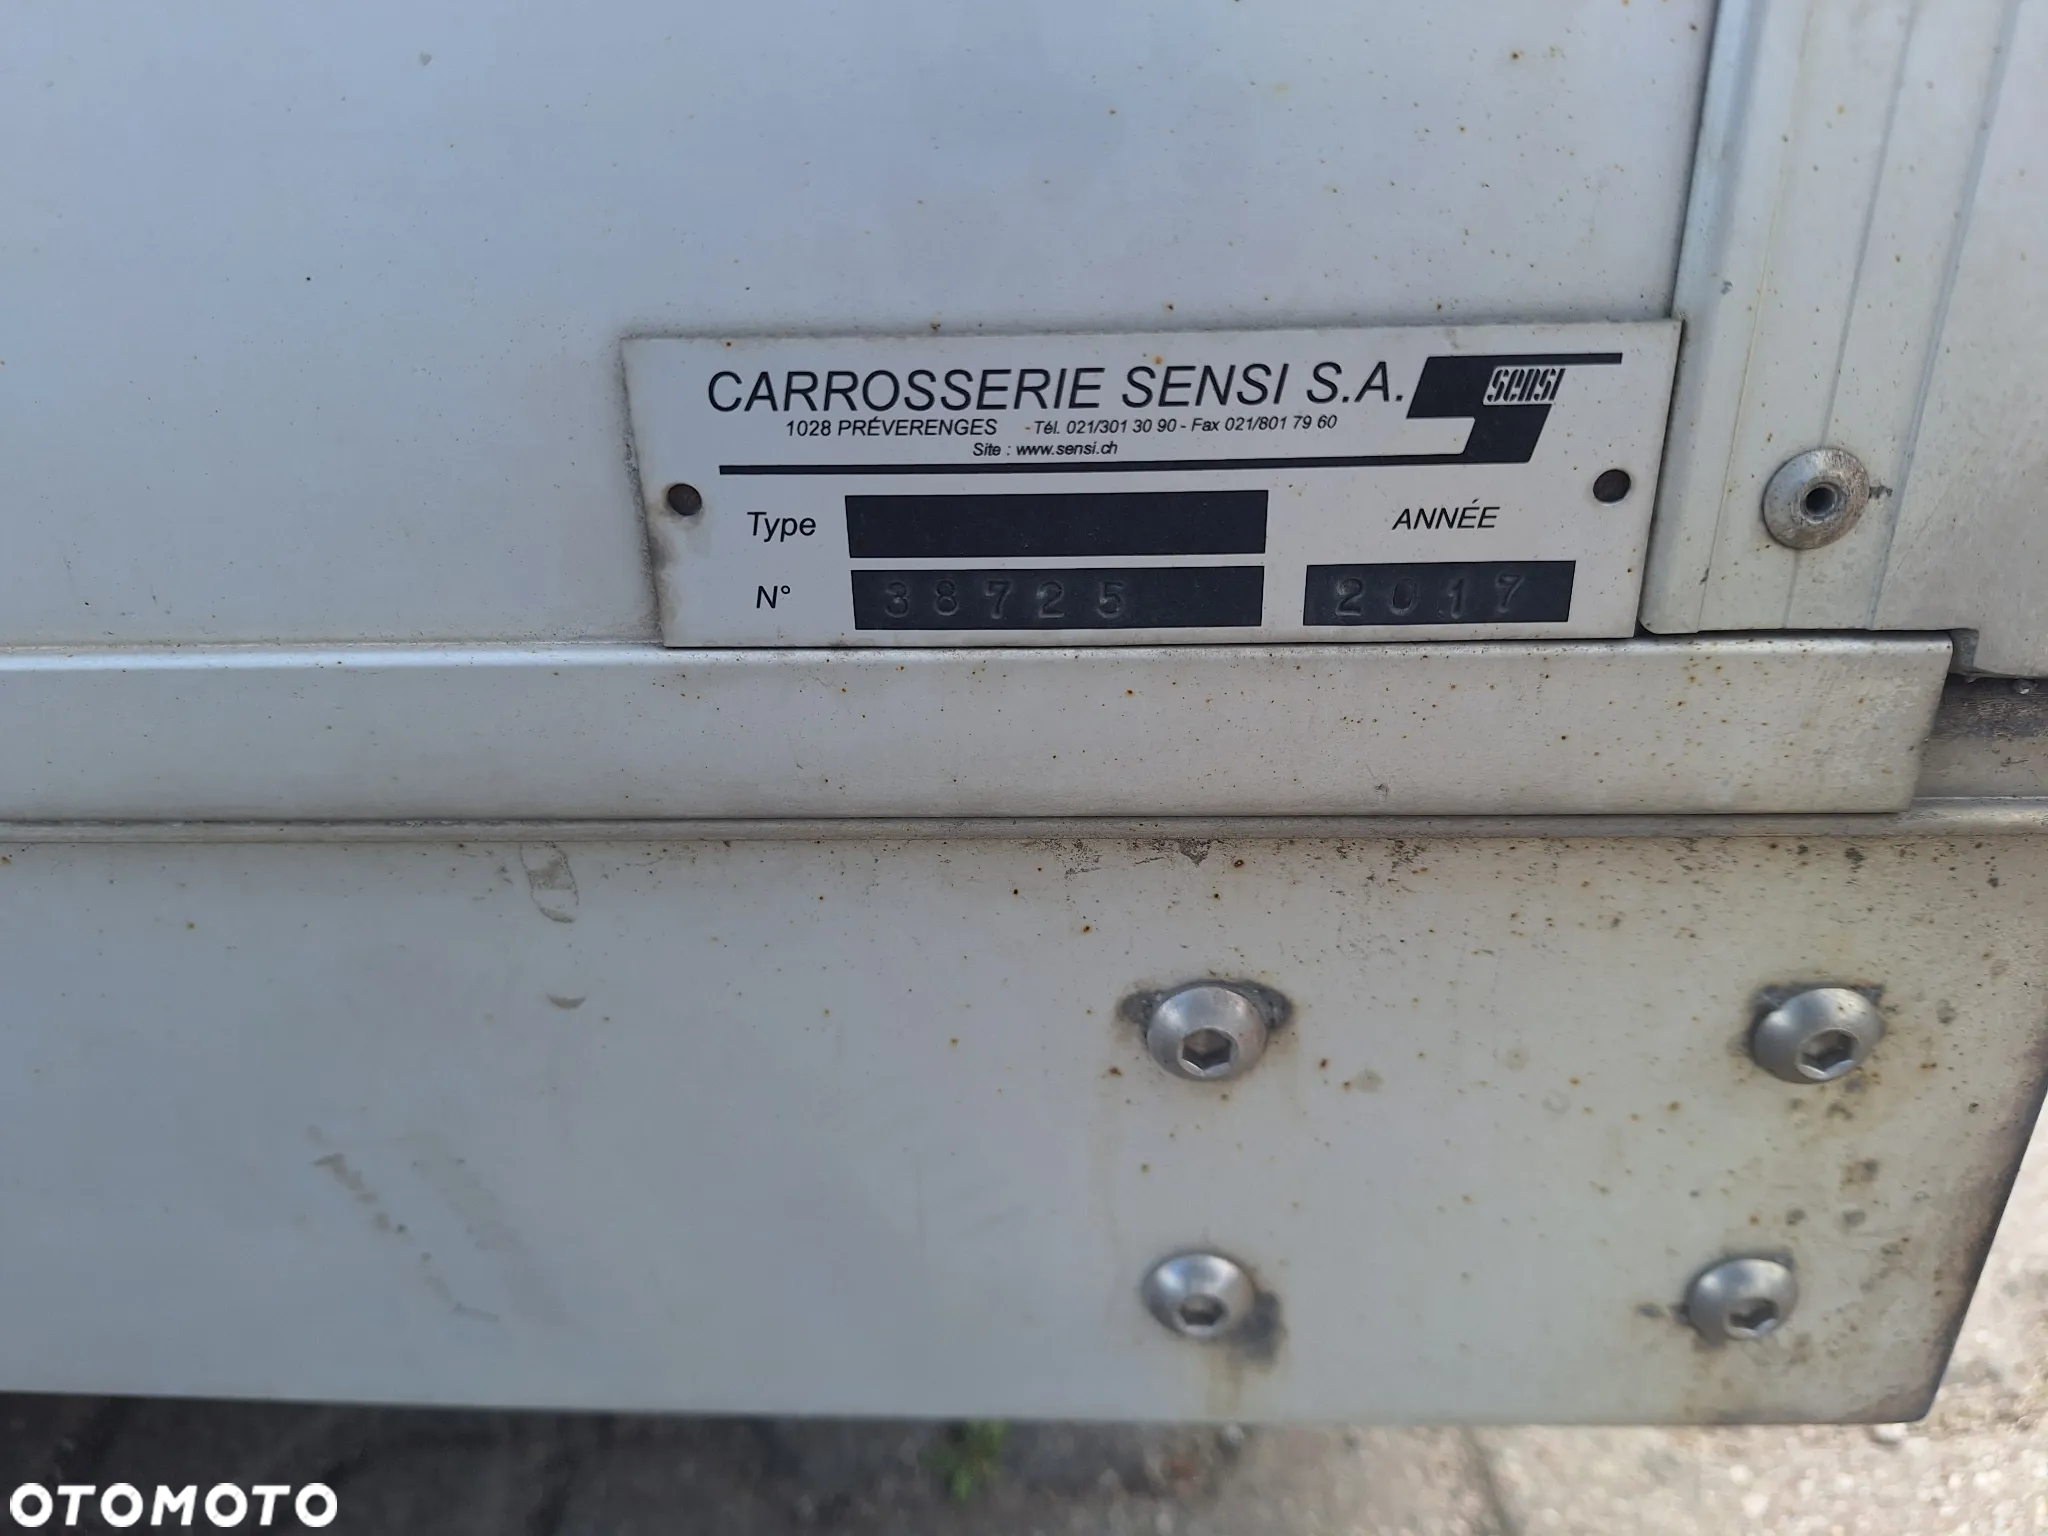 CARROSSERIE SENSI S.A.
SENSI
1028 PRÉVERENGES - Tél. 021/301 30 90 - Fax 021/801 79 60
Site : www.sensi.ch
Type
ANNÉE
N° 38725 2017
OTOMOTO